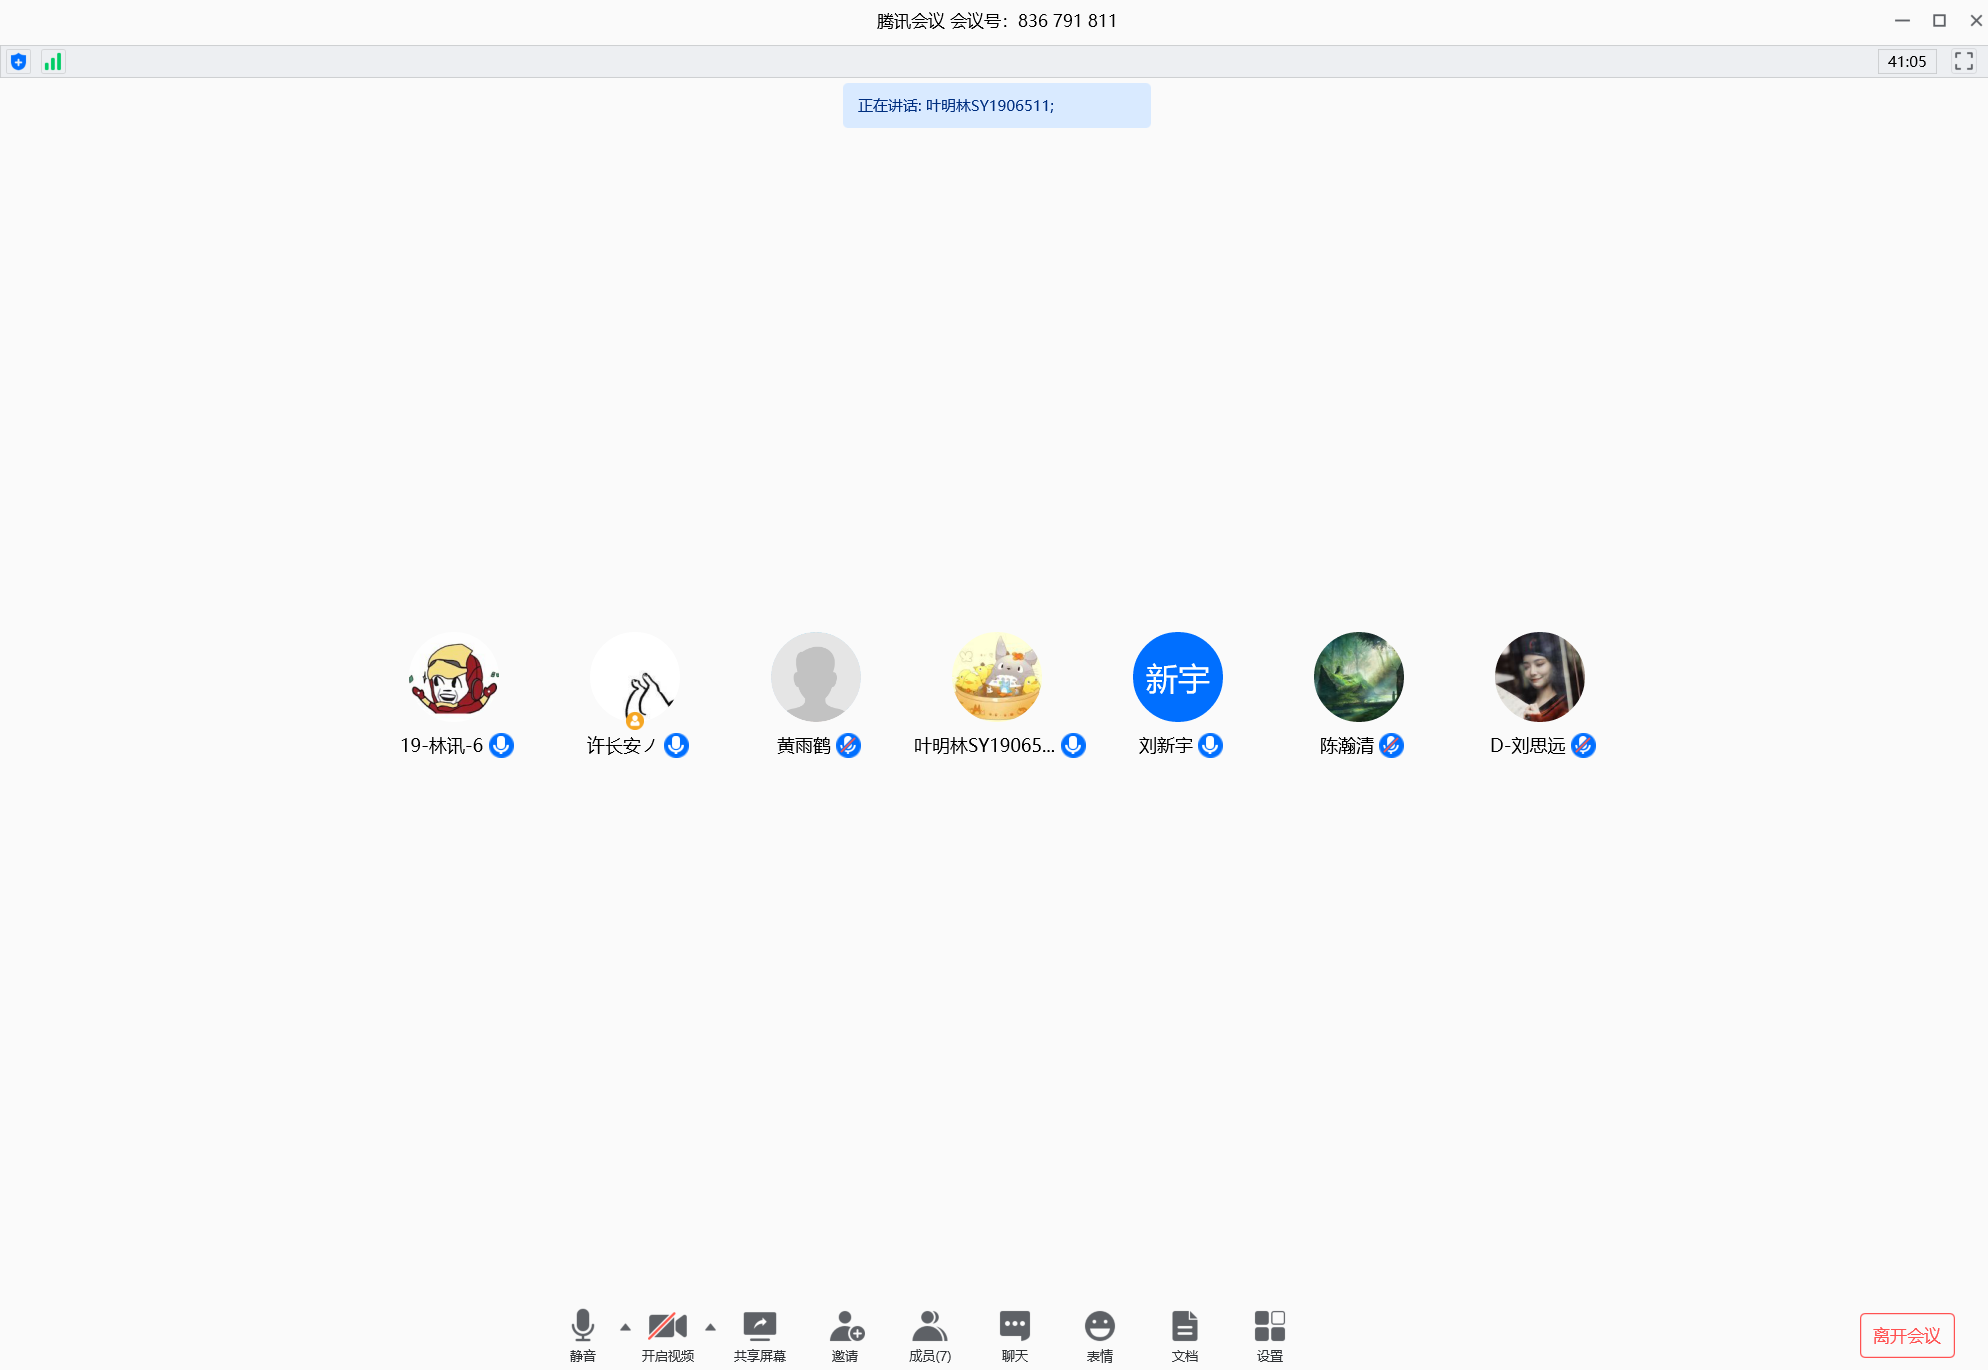 腾讯会议 会议号：836 791 811
41:05
正在讲话: 叶明林SY1906511;
新宇
19-林讯-6
许长安ノ
黄雨鹤
叶明林SY19065...
刘新宇
陈瀚清
D-刘思远
静音
开启视频
共享屏幕
邀请
成员(7)
聊天
表情
文档
设置
离开会议